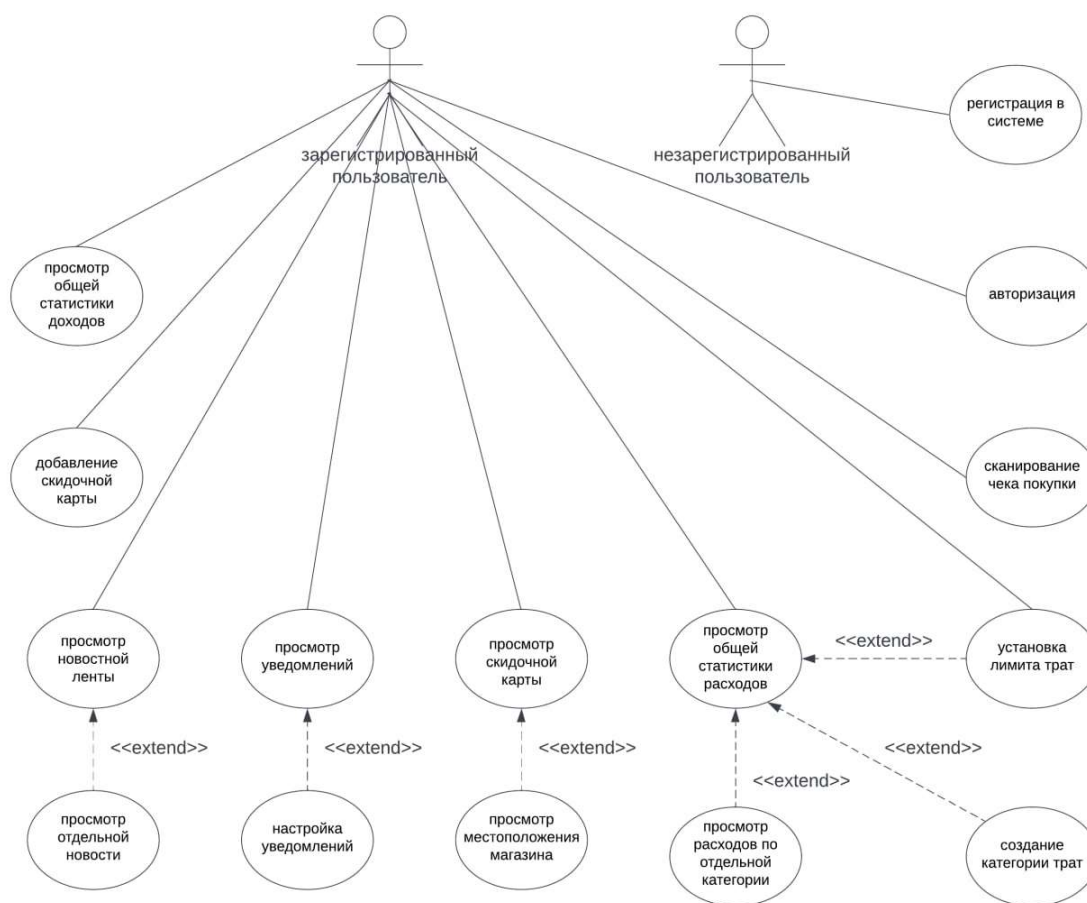 регистрация в
системе
зарегистрированный
пользователь
незарегистрированный
пользователь
просмотр
общей
статистики
доходов
авторизация
добавление
скидочной
карты
сканирование
чека покупки
просмотр
новостной
ленты
просмотр
уведомлений
просмотр
скидочной
карты
просмотр
общей
статистики
расходов
<<extend>>
установка
лимита трат
<<extend>>
<<extend>>
<<extend>>
<<extend>>
<<extend>>
просмотр
отдельной
новости
настройка
уведомлений
просмотр
местоположения
магазина
просмотр
расходов по
отдельной
категории
создание
категории трат